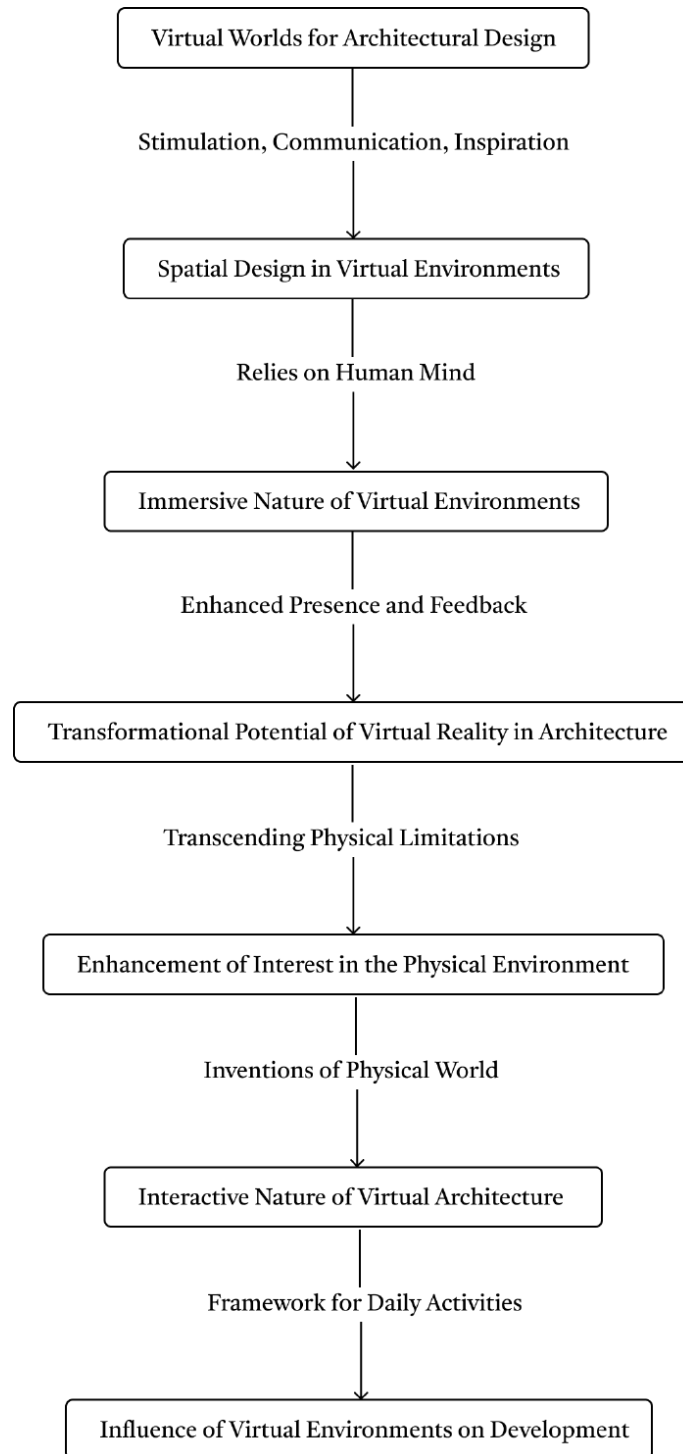 Virtual Worlds for Architectural Design
Stimulation, Communication, Inspiration
Spatial Design in Virtual Environments
Relies on Human Mind
Immersive Nature of Virtual Environments
Enhanced Presence and Feedback
Transformational Potential of Virtual Reality in Architecture
Transcending Physical Limitations
Enhancement of Interest in the Physical Environment
Inventions of Physical World
Interactive Nature of Virtual Architecture
Framework for Daily Activities
Influence of Virtual Environments on Development